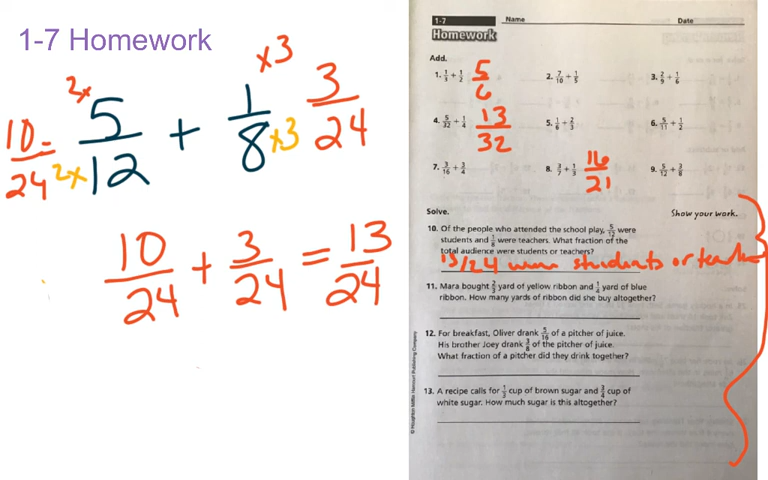 1-7 Homework
2x ×3
5/12 + 1/8 3/24
10/24 = 2x ×3
10/24 + 3/24 = 13/24
1-7 Name Date
Homework
Add.
1. 1/3 + 1/2 5/6 2. 7/10 + 1/5 3. 2/9 + 1/6
4. 5/32 + 1/4 13/32 5. 1/6 + 2/3 6. 5/11 + 1/2
7. 3/16 + 3/4 8. 3/7 + 1/3 16/21 9. 5/12 + 3/8
Solve. Show your work.
10. Of the people who attended the school play, 5/12 were
students and 1/8 were teachers. What fraction of the
total audience were students or teachers?
13/24 were students or teachers
11. Mara bought yard of yellow ribbon and yard of blue
ribbon. How many yards of ribbon did she buy altogether?
12. For breakfast, Oliver drank 5/16 of a pitcher of juice.
His brother Joey drank 3/8 of the pitcher of juice.
What fraction of a pitcher did they drink together?
13. A recipe calls for 1/3 cup of brown sugar and 3/4 cup of
white sugar. How much sugar is this altogether?
© Houghton Mifflin Harcourt Publishing Company